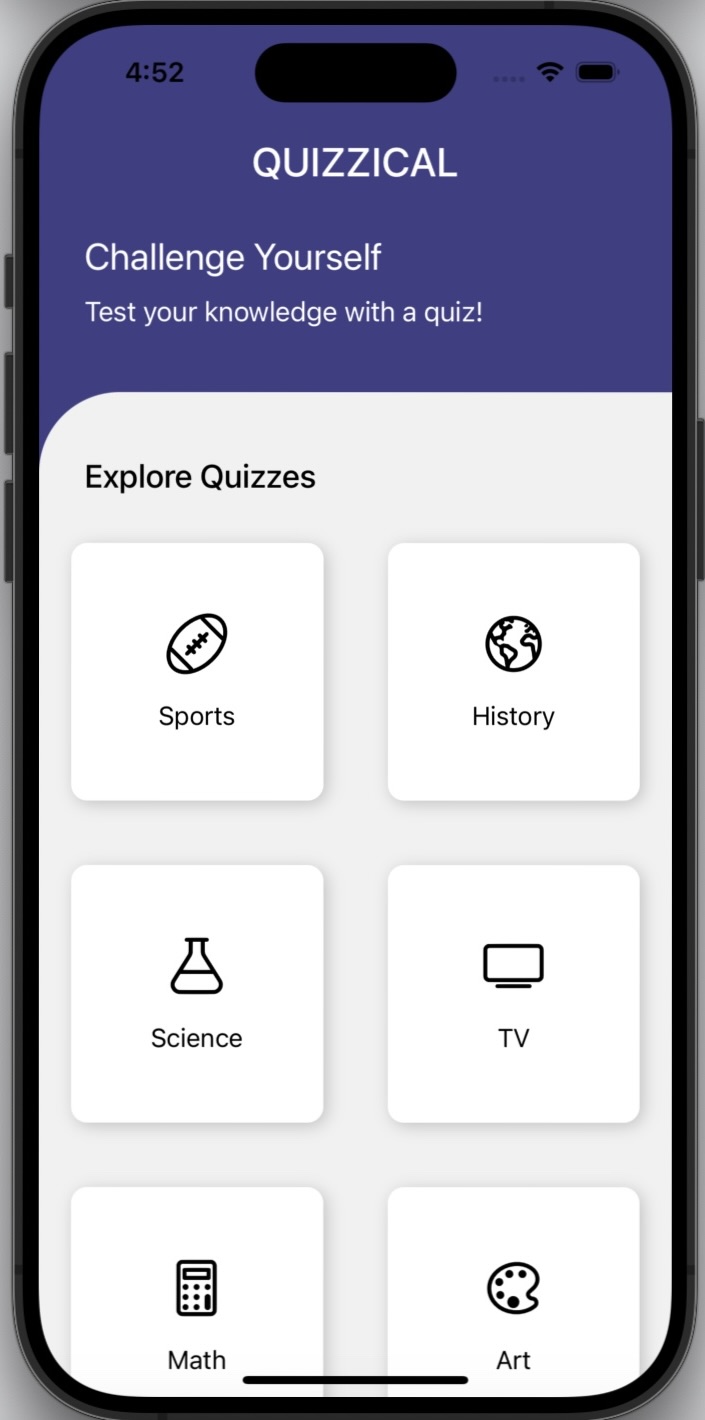 4:52
QUIZZICAL
Challenge Yourself
Test your knowledge with a quiz!
Explore Quizzes
Sports
History
Science
TV
Math
Art